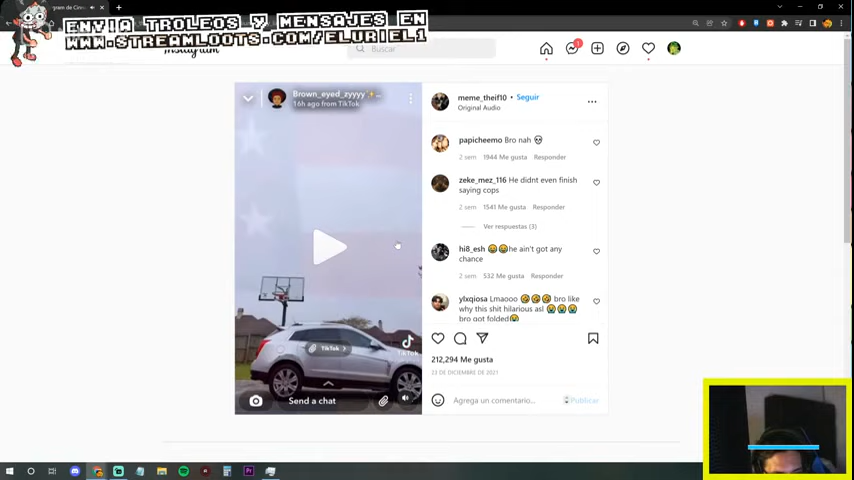 ENVIA TROLEOS Y MENSAJES EN
WWW.STREAMLOOTS.COM/ELURIEL1
Instagram
Buscar
1
Brown_eyed_zyyyy ✨...
16h ago from TikTok
TikTok
TikTok >
Send a chat
meme_theif10 • Seguir
Original Audio
papicheemo Bro nah 💀
2 sem 1944 Me gusta Responder
zeke_mez_116 He didnt even finish
saying cops
2 sem 1541 Me gusta Responder
Ver respuestas (3)
hi8_esh 😂😂he ain't got any
chance
2 sem 532 Me gusta Responder
ylxqiosa Lmaooo 🤣🤣🤣 bro like
why this shit hilarious asl 😭😭😭
bro got folded😭
212,294 Me gusta
23 DE DICIEMBRE DE 2021
Agrega un comentario...
Publicar
Pr